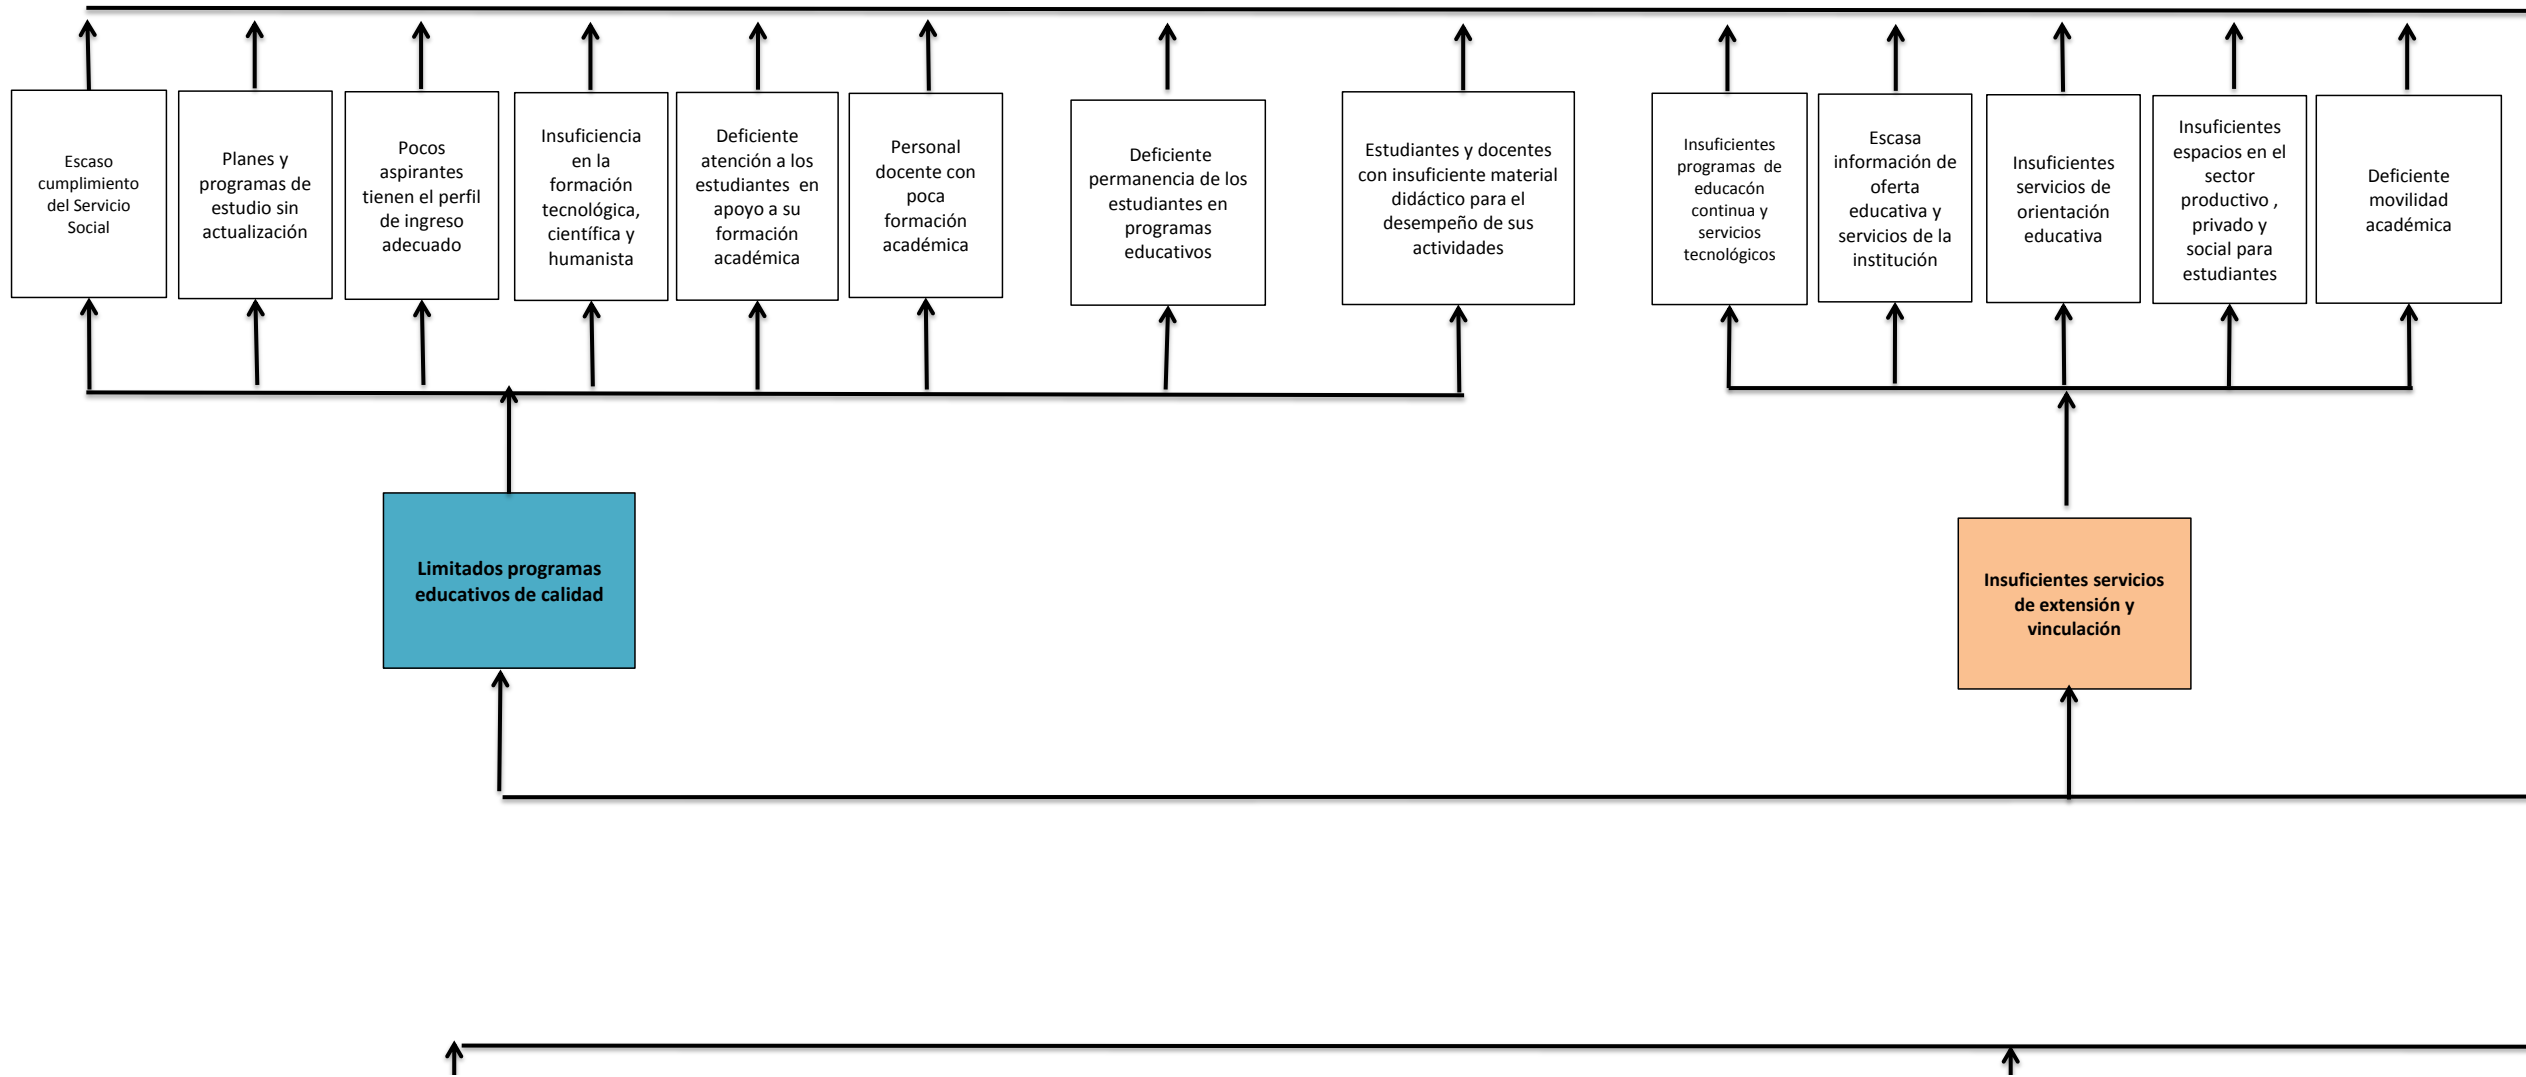 Escaso
cumplimiento
del Servicio
Social
Planes y
programas de
estudio sin
actualización
Pocos
aspirantes
tienen el perfil
de ingreso
adecuado
Insuficiencia
en la
formación
tecnológica,
científica y
humanista
Deficiente
atención a los
estudiantes en
apoyo a su
formación
académica
Personal
docente con
poca
formación
académica
Deficiente
permanencia de los
estudiantes en
programas
educativos
Estudiantes y docentes
con insuficiente material
didáctico para el
desempeño de sus
actividades
Insuficientes
programas de
educacón
continua y
servicios
tecnológicos
Escasa
información de
oferta
educativa y
servicios de la
institución
Insuficientes
servicios de
orientación
educativa
Insuficientes
espacios en el
sector
productivo ,
privado y
social para
estudiantes
Deficiente
movilidad
académica
Limitados programas
educativos de calidad
Insuficientes servicios
de extensión y
vinculación